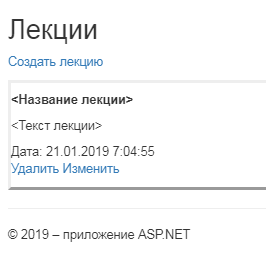 Лекции
Создать лекцию
<Название лекции>
<Текст лекции>
Дата: 21.01.2019 7:04:55
Удалить Изменить
© 2019 – приложение ASP.NET